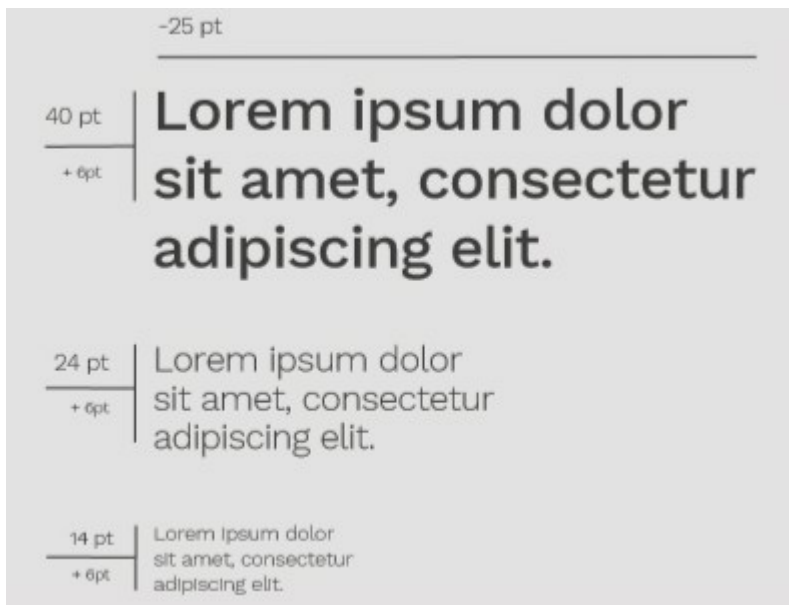 -25 pt
40 pt
+ 6pt
Lorem ipsum dolor
sit amet, consectetur
adipiscing elit.
24 pt
+ 6pt
Lorem ipsum dolor
sit amet, consectetur
adipiscing elit.
14 pt
+ 6pt
Lorem ipsum dolor
sit amet, consectetur
adipiscing elit.